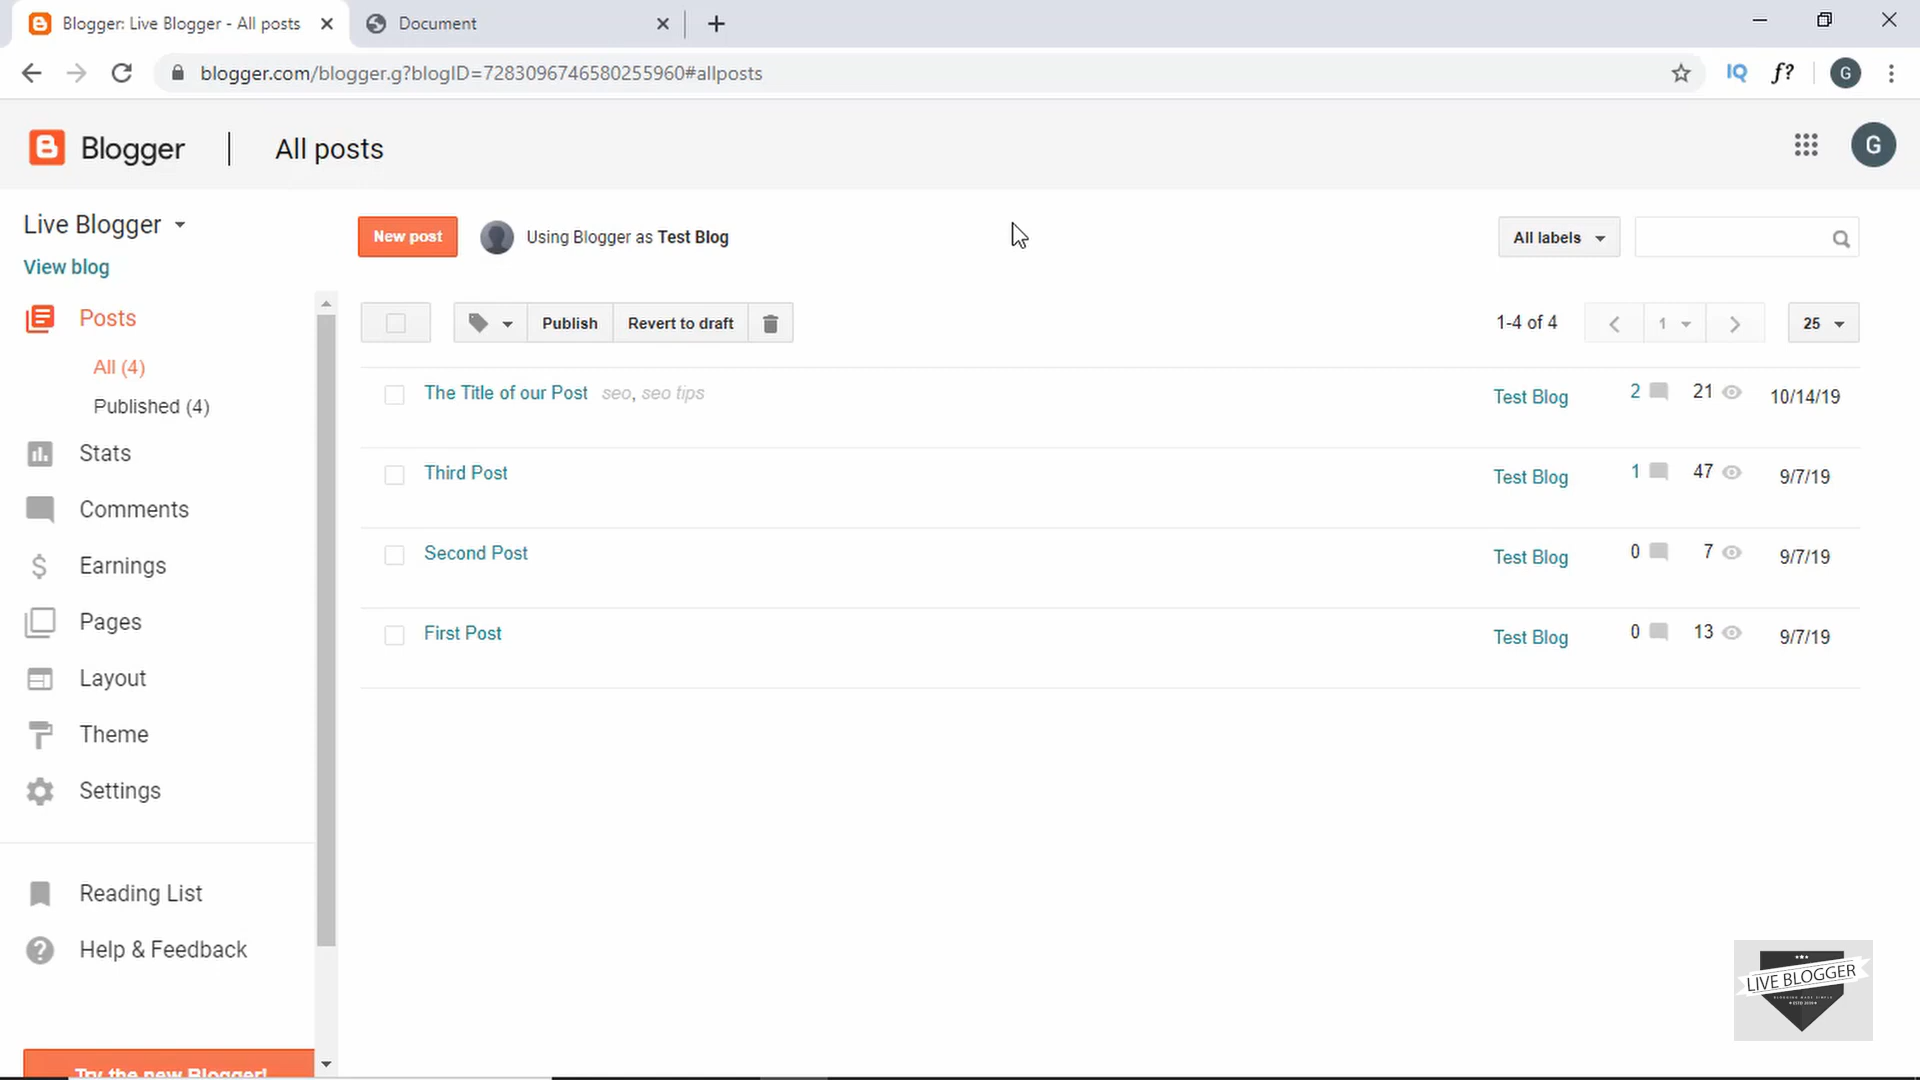 Blogger: Live Blogger - All posts
Document
blogger.com/blogger.g?blogID=7283096746580255960#allposts
IQ
f?
G
Blogger
All posts
G
Live Blogger
View blog
New post
Using Blogger as Test Blog
All labels
Posts
All (4)
Published (4)
Stats
Comments
Earnings
Pages
Layout
Theme
Settings
Reading List
Help & Feedback
Try the new Blogger!
Publish
Revert to draft
1-4 of 4
1
25
The Title of our Post seo, seo tips
Test Blog
2
21
10/14/19
Third Post
Test Blog
1
47
9/7/19
Second Post
Test Blog
0
7
9/7/19
First Post
Test Blog
0
13
9/7/19
LIVE BLOGGER